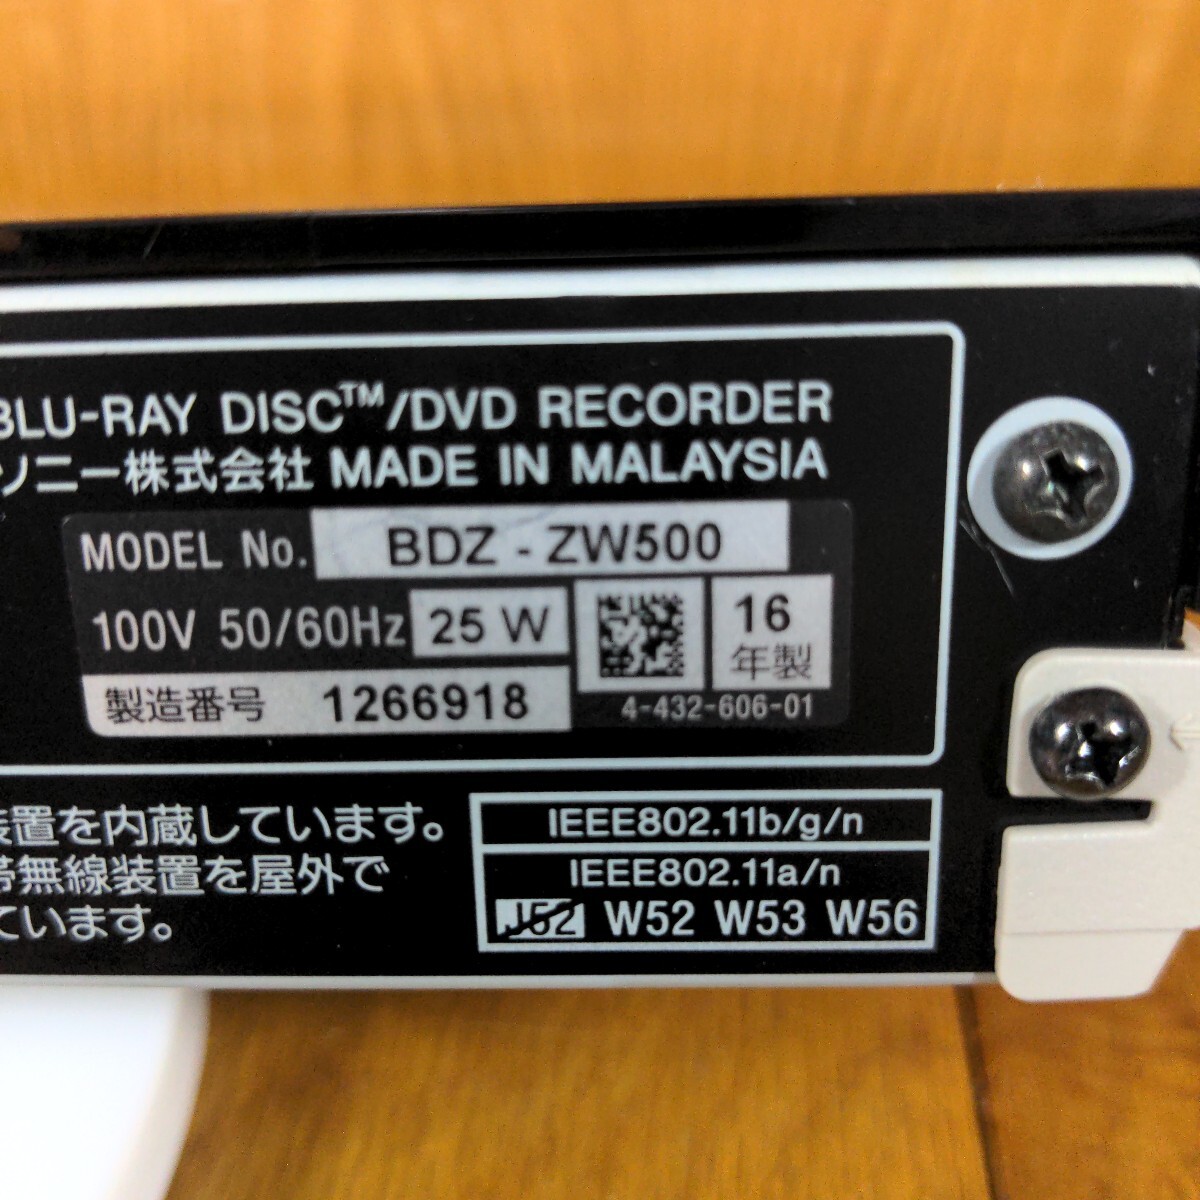 BLU-RAY DISC™/DVD RECORDER
ソニー株式会社 MADE IN MALAYSIA
MODEL No. BDZ - ZW500
100V 50/60Hz 25 W
16
年製
製造番号 1266918
4-432-606-01
装置を内蔵しています。
帯無線装置を屋外で
ています。
IEEE802.11b/g/n
IEEE802.11a/n
J52 W52 W53 W56